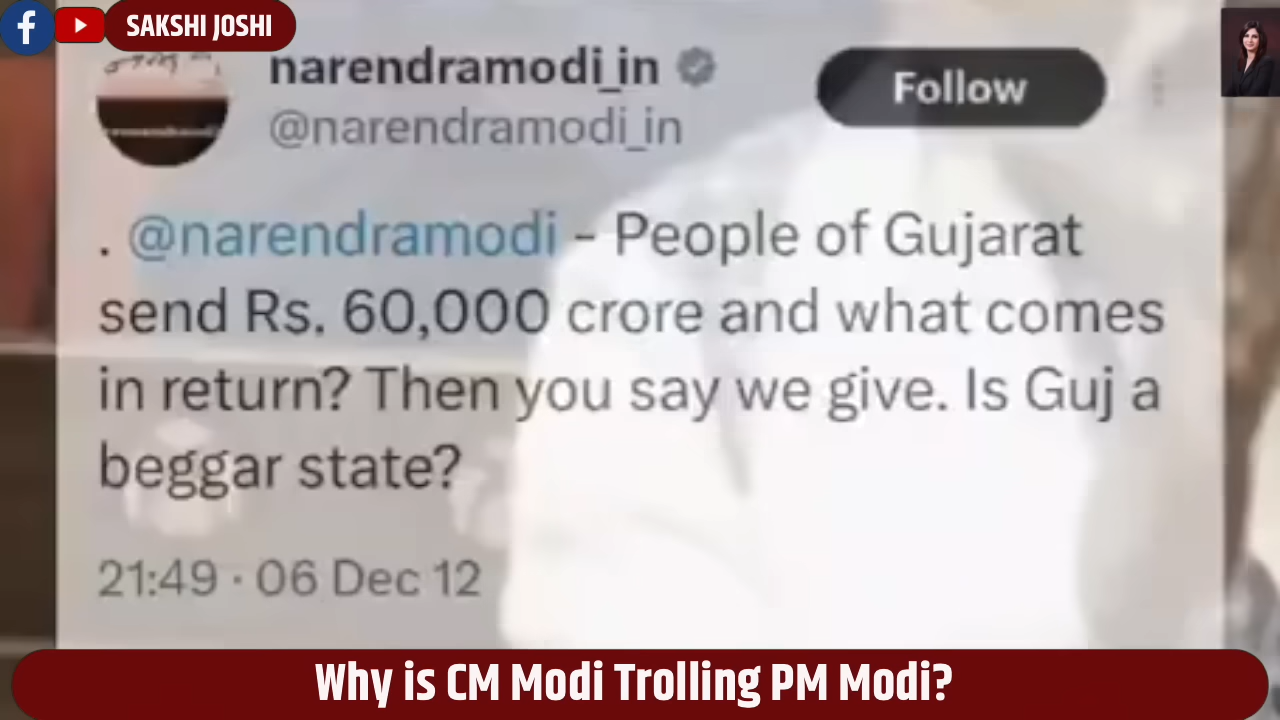 SAKSHI JOSHI
narendramodi_in
@narendramodi_in
Follow
. @narendramodi - People of Gujarat
send Rs. 60,000 crore and what comes
in return? Then you say we give. Is Guj a
beggar state?
21:49 · 06 Dec 12
Why is CM Modi Trolling PM Modi?